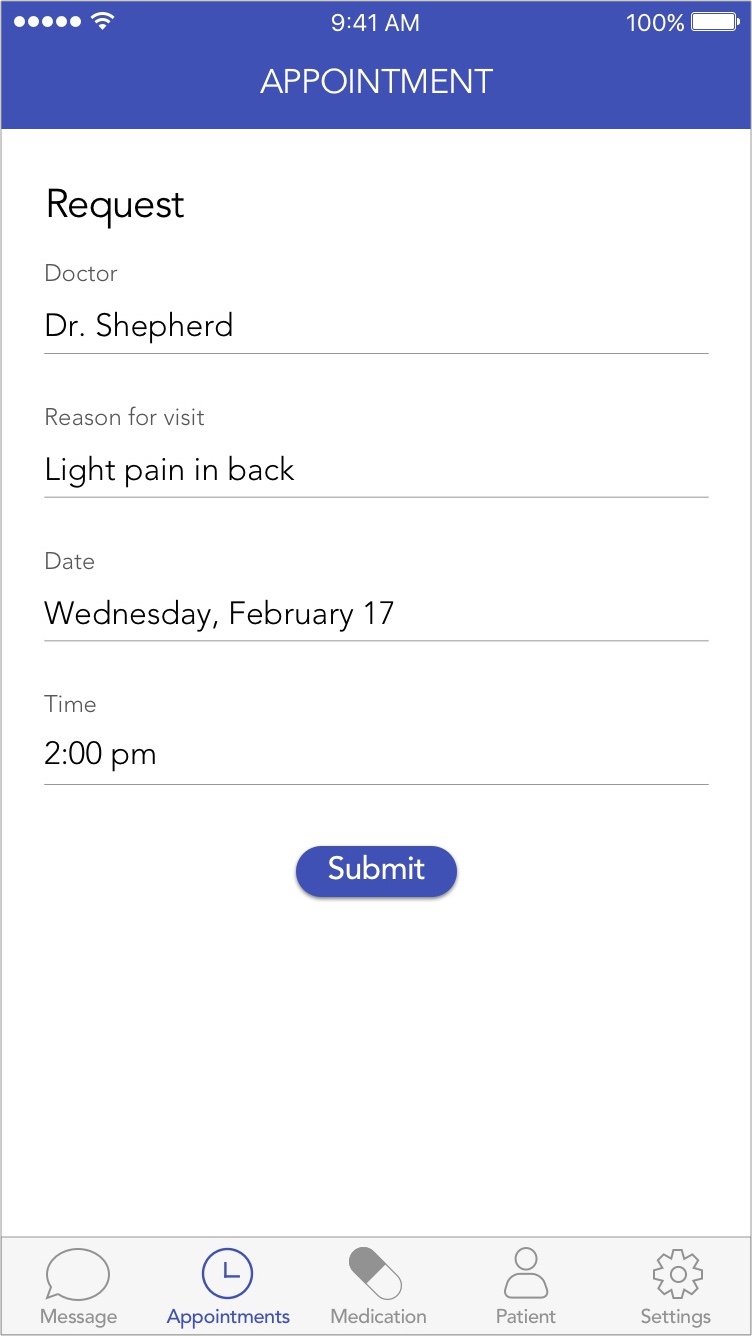 9:41 AM 100%
APPOINTMENT
Request
Doctor
Dr. Shepherd
Reason for visit
Light pain in back
Date
Wednesday, February 17
Time
2:00 pm
Submit
Message Appointments Medication Patient Settings